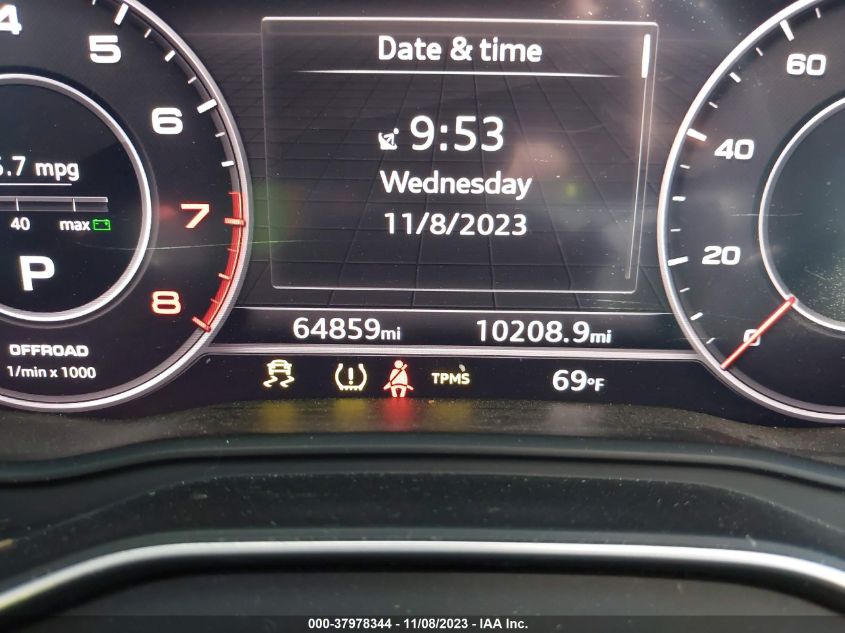 4
5
6
7
8
.7 mpg
40 max
P
OFFROAD
1/min x 1000
Date & time
9:53
Wednesday
11/8/2023
64859mi 10208.9mi
TPMS 69°F
60
40
20
0
000-37978344 - 11/08/2023 - IAA Inc.